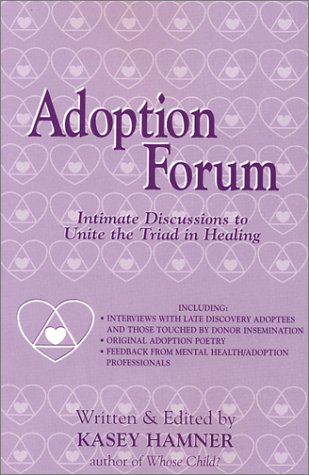 Adoption
Forum
Intimate Discussions to
Unite the Triad in Healing
INCLUDING:
• INTERVIEWS WITH LATE DISCOVERY ADOPTEES
AND THOSE TOUCHED BY DONOR INSEMINATION
• ORIGINAL ADOPTION POETRY
• FEEDBACK FROM MENTAL HEALTH/ADOPTION
PROFESSIONALS
Written & Edited by
KASEY HAMNER
author of Whose Child?